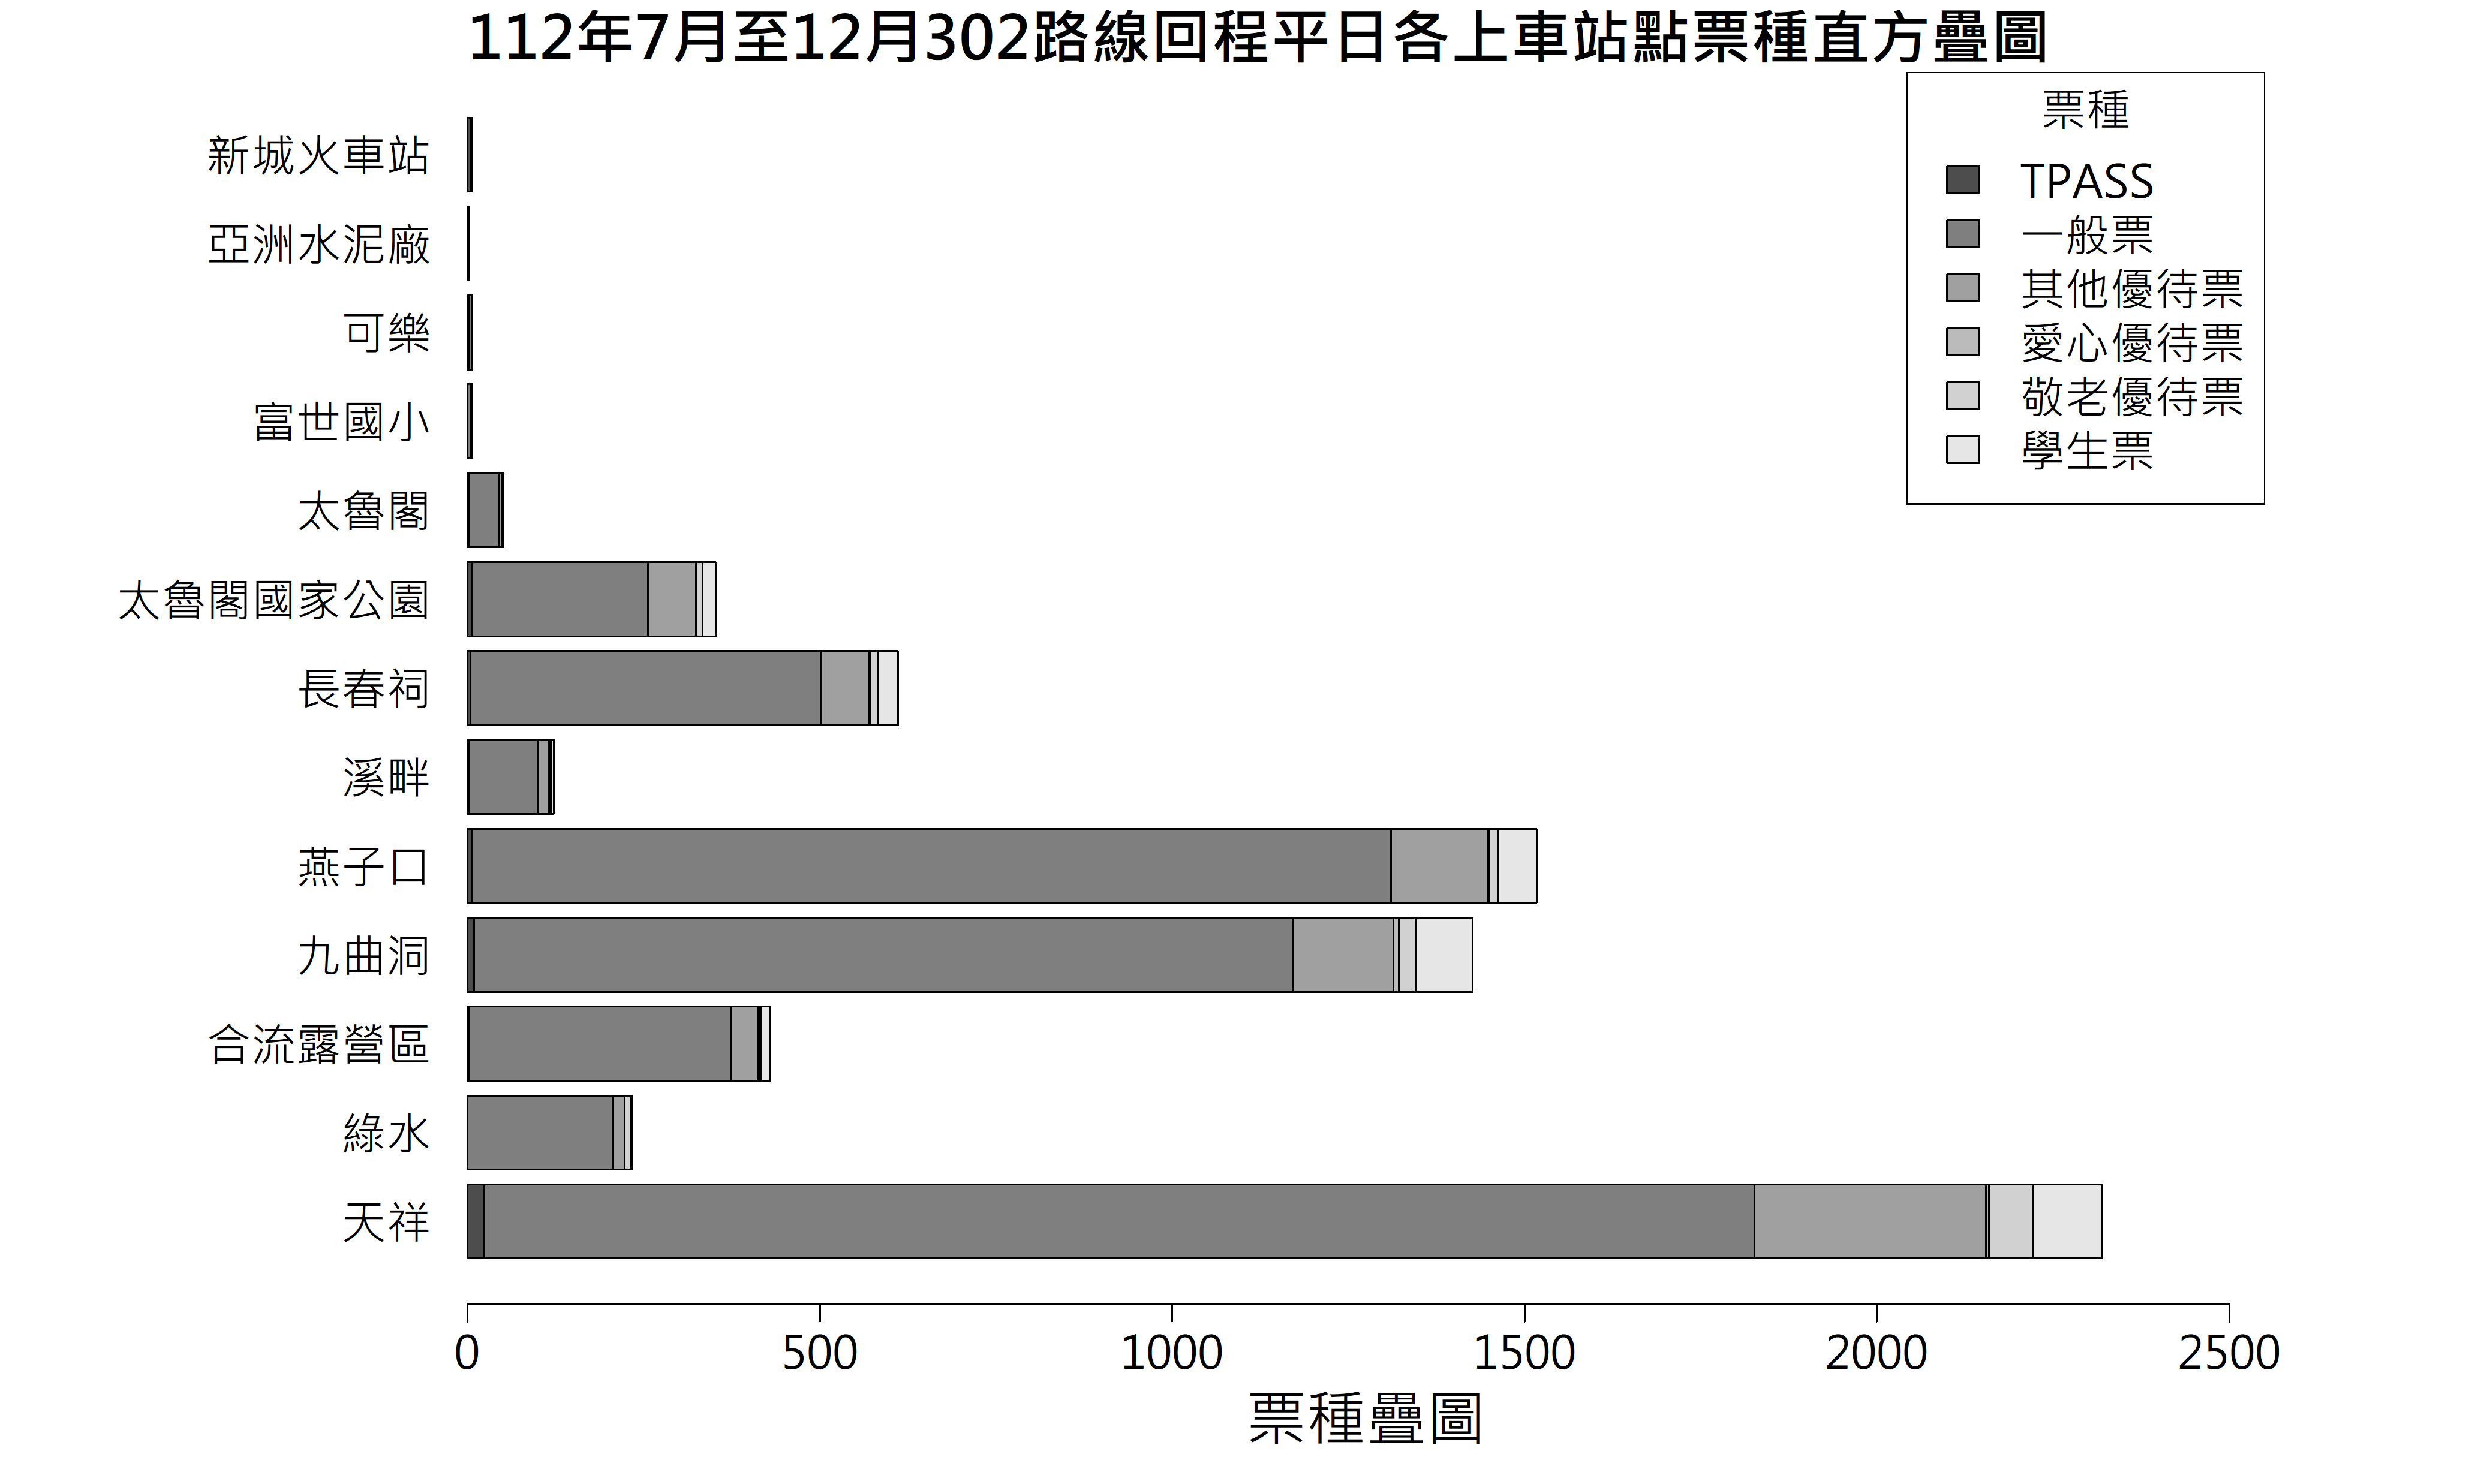 112年7月至12月302路線回程平日各上車站點票種直方疊圖
票種
TPASS
一般票
其他優待票
愛心優待票
敬老優待票
學生票
新城火車站
亞洲水泥廠
可樂
富世國小
太魯閣
太魯閣國家公園
長春祠
溪畔
燕子口
九曲洞
合流露營區
綠水
天祥
0 500 1000 1500 2000 2500
票種疊圖